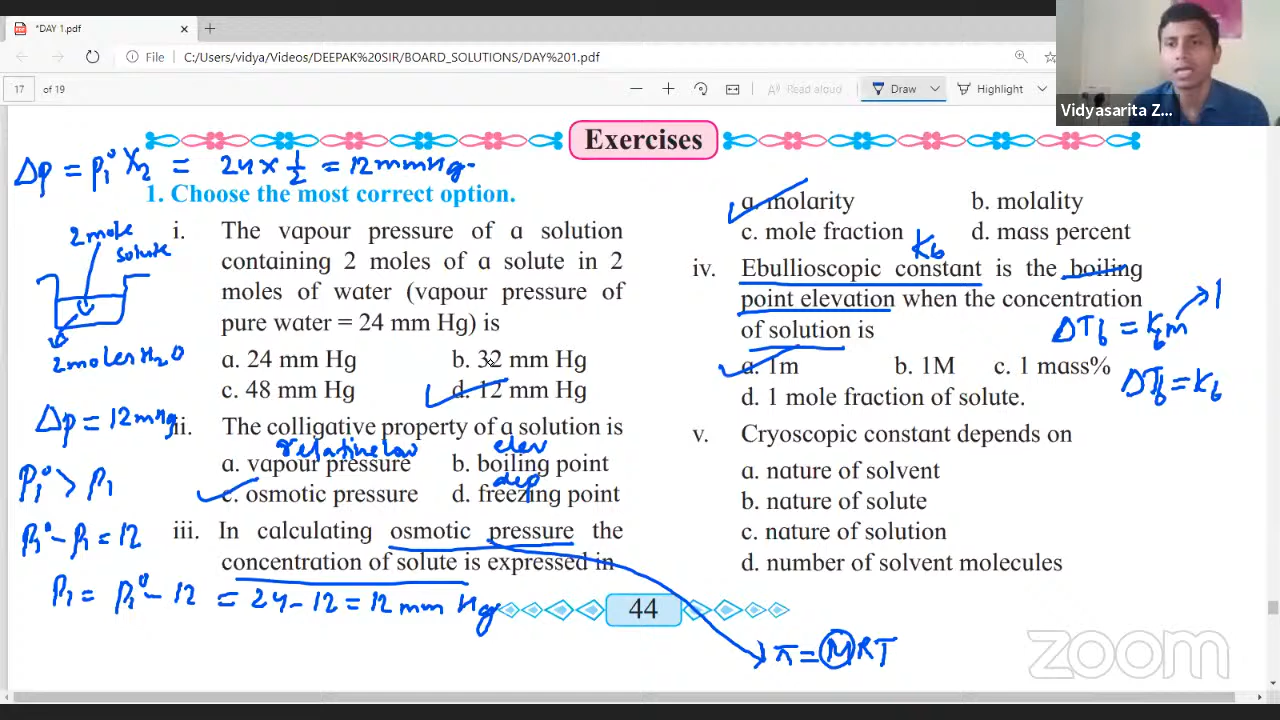 *DAY 1.pdf
File
C:/Users/vidya/Videos/DEEPAK%20SIR/BOARD_SOLUTIONS/DAY%201.pdf
17 of 19
Read aloud
Draw
Highlight
Vidyasarita Z...
Exercises
Δp = p₁⁰ X₂ = 24 × 1/2 = 12 mmHg.
1. Choose the most correct option.
2 mole
solute
2 moles H₂O
Δp = 12 mmHg
P₁⁰ > P₁
P₁⁰ - P₁ = 12
P₁ = P₁⁰ - 12 = 24 - 12 = 12 mm Hg
i. The vapour pressure of a solution
containing 2 moles of a solute in 2
moles of water (vapour pressure of
pure water = 24 mm Hg) is
a. 24 mm Hg b. 32 mm Hg
c. 48 mm Hg d. 12 mm Hg
ii. The colligative property of a solution is
relative low elev
a. vapour pressure b. boiling point
dep
c. osmotic pressure d. freezing point
iii. In calculating osmotic pressure the
concentration of solute is expressed in
π = MRT
a. molarity b. molality
c. mole fraction d. mass percent
Kb
iv. Ebullioscopic constant is the boiling
point elevation when the concentration
of solution is
1
ΔTb = Kb m
a. 1m b. 1M c. 1 mass%
ΔTb = Kb
d. 1 mole fraction of solute.
v. Cryoscopic constant depends on
a. nature of solvent
b. nature of solute
c. nature of solution
d. number of solvent molecules
44
zoom